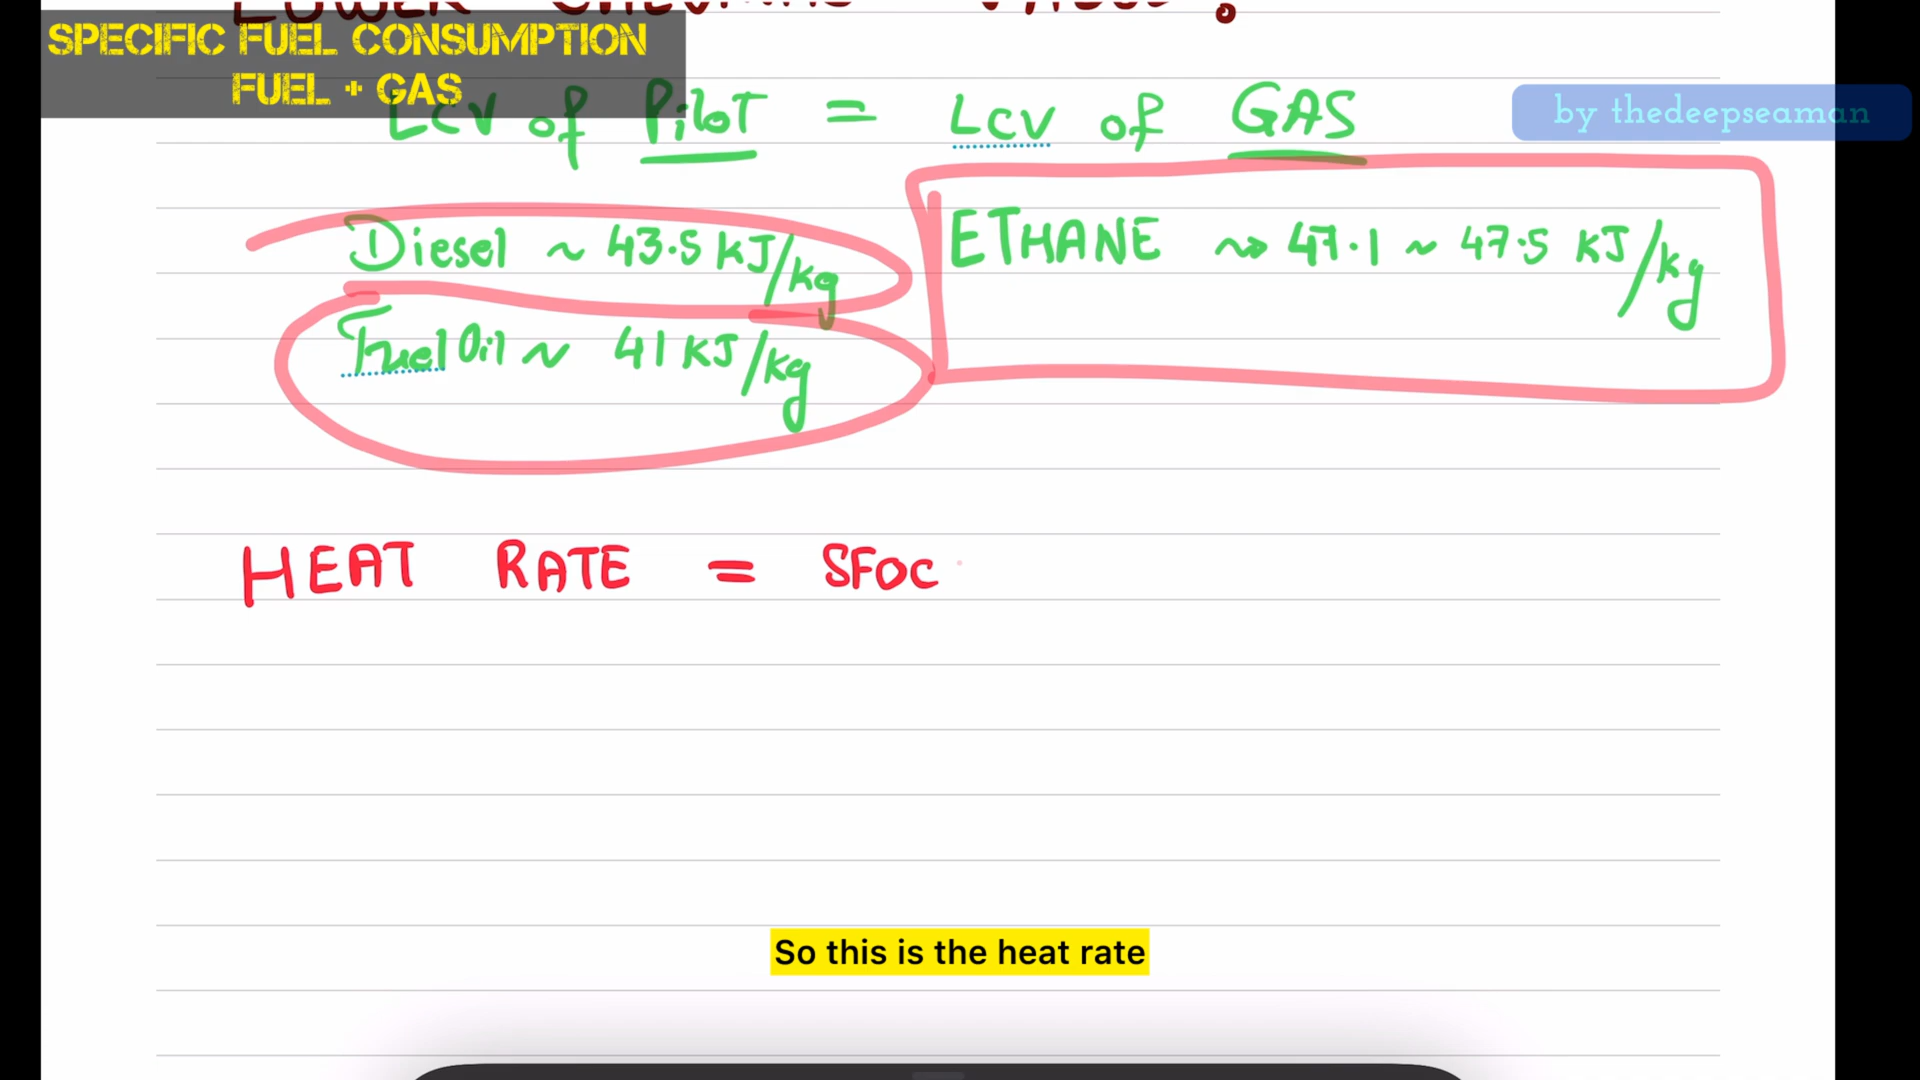 SPECIFIC FUEL CONSUMPTION
FUEL + GAS
by thedeepseaman
LCV of PiloT = LCV of GAS
Diesel ~ 43.5 kJ/kg
ETHANE ~> 47.1 ~ 47.5 KJ/kg
Fuel Oil ~ 41 KJ/kg
HEAT RATE = SFOC
So this is the heat rate